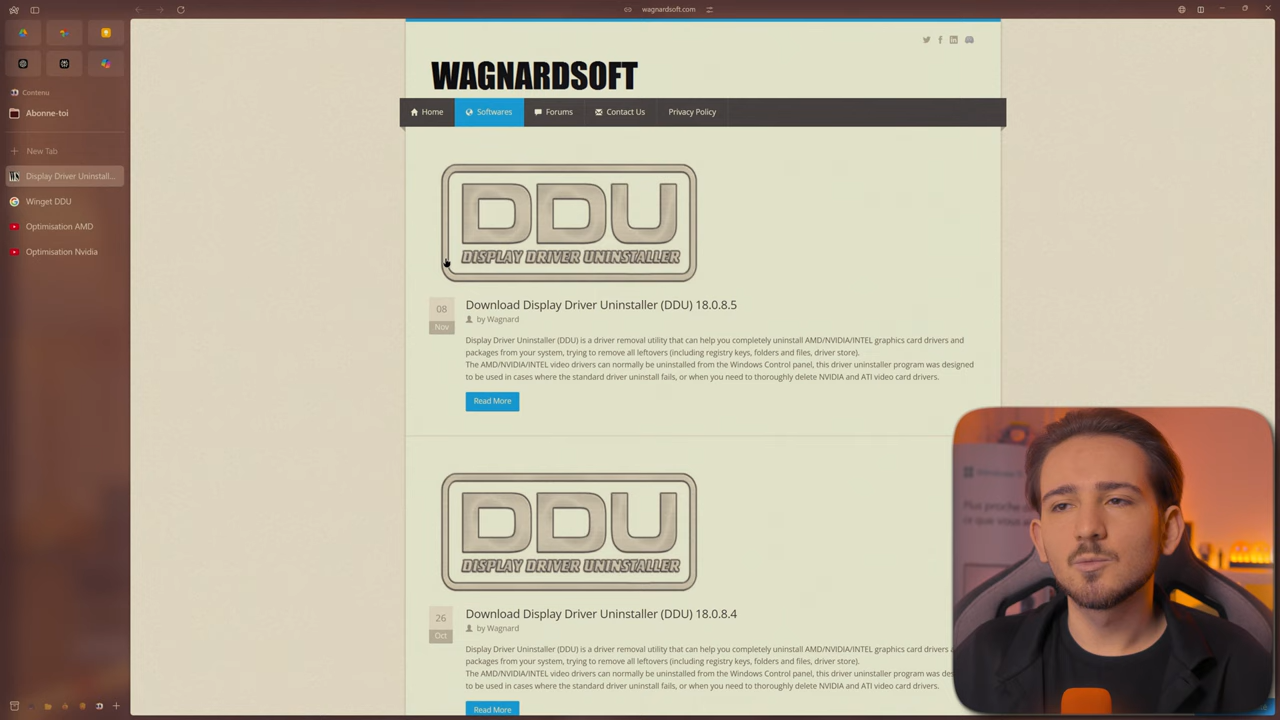 wagnardsoft.com
Contenu
Abonne-toi
New Tab
Display Driver Uninstall...
Winget DDU
Optimisation AMD
Optimisation Nvidia
WAGNARDSOFT
Home
Softwares
Forums
Contact Us
Privacy Policy
DDU
DISPLAY DRIVER UNINSTALLER
08
Nov
Download Display Driver Uninstaller (DDU) 18.0.8.5
by Wagnard
Display Driver Uninstaller (DDU) is a driver removal utility that can help you completely uninstall AMD/NVIDIA/INTEL graphics card drivers and
packages from your system, trying to remove all leftovers (including registry keys, folders and files, driver store).
The AMD/NVIDIA/INTEL video drivers can normally be uninstalled from the Windows Control panel, this driver uninstaller program was designed
to be used in cases where the standard driver uninstall fails, or when you need to thoroughly delete NVIDIA and ATI video card drivers.
Read More
DDU
DISPLAY DRIVER UNINSTALLER
26
Oct
Download Display Driver Uninstaller (DDU) 18.0.8.4
by Wagnard
Display Driver Uninstaller (DDU) is a driver removal utility that can help you completely uninstall AMD/NVIDIA/INTEL graphics card drivers
packages from your system, trying to remove all leftovers (including registry keys, folders and files, driver store).
The AMD/NVIDIA/INTEL video drivers can normally be uninstalled from the Windows Control panel, this driver uninstaller program was
to be used in cases where the standard driver uninstall fails, or when you need to thoroughly delete NVIDIA and ATI video card drivers.
Read More
Plus proche
ce que vous